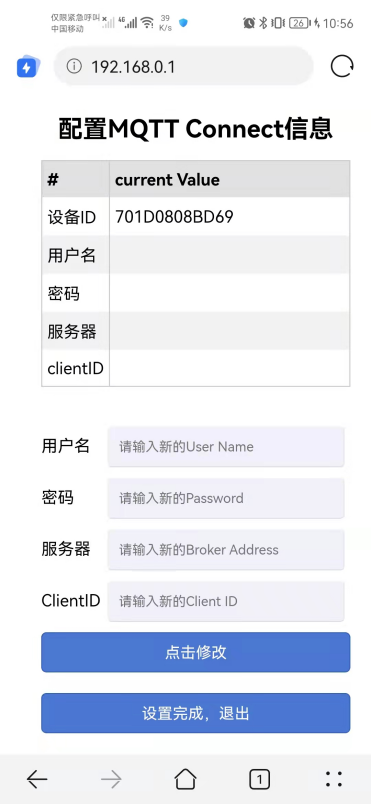 仅限紧急呼叫 4G 39 K/s 26 10:56
中国移动
192.168.0.1
配置MQTT Connect信息
# current Value
设备ID 701D0808BD69
用户名
密码
服务器
clientID
用户名 请输入新的User Name
密码 请输入新的Password
服务器 请输入新的Broker Address
ClientID 请输入新的Client ID
点击修改
设置完成，退出
1